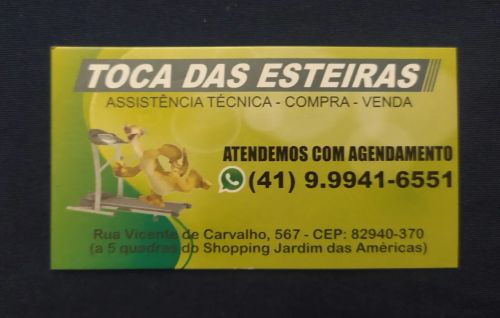 TOCA DAS ESTEIRAS
ASSISTÊNCIA TÉCNICA - COMPRA - VENDA
ATENDEMOS COM AGENDAMENTO
(41) 9.9941-6551
Rua Vicente de Carvalho, 567 - CEP: 82940-370
(a 5 quadras do Shopping Jardim das Américas)